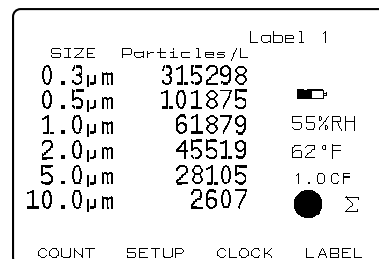 Label 1
SIZE Particles/L
0.3µm 315298
0.5µm 101875
1.0µm 61879 55%RH
2.0µm 45519 62°F
5.0µm 28105 1.0CF
10.0µm 2607 Σ
COUNT SETUP CLOCK LABEL